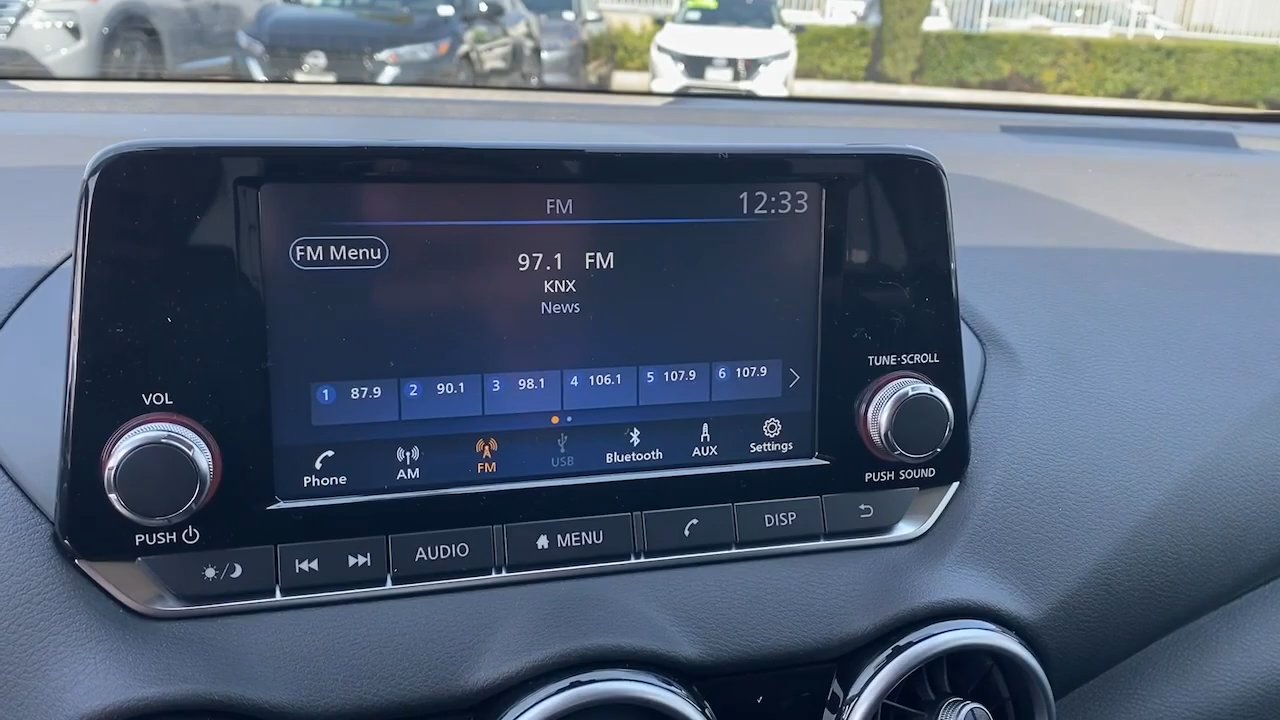 FM 12:33
FM Menu
97.1 FM
KNX
News
1 87.9 2 90.1 3 98.1 4 106.1 5 107.9 6 107.9
Phone AM FM USB Bluetooth AUX Settings
VOL
PUSH
TUNE·SCROLL
PUSH SOUND
AUDIO MENU DISP